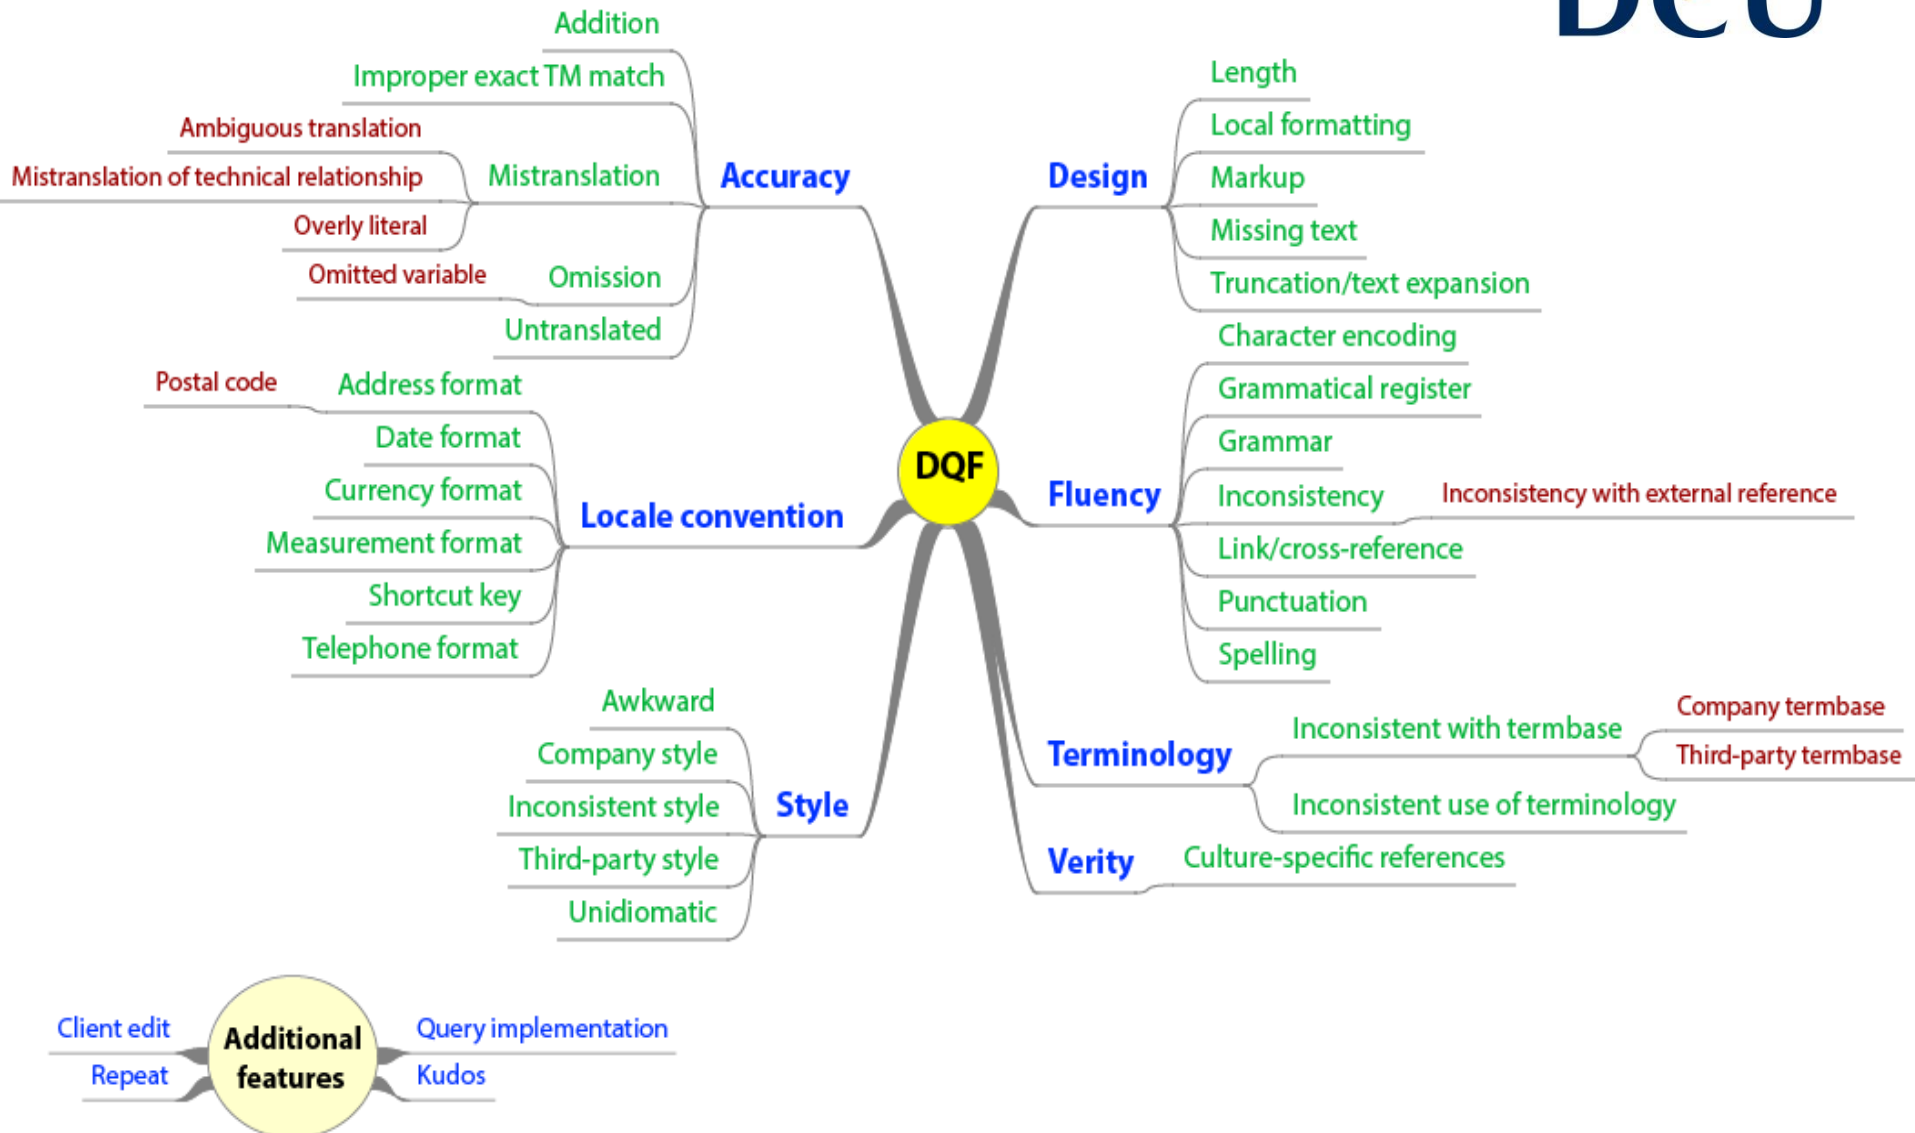 DCU
Addition
Improper exact TM match
Ambiguous translation
Mistranslation of technical relationship
Overly literal
Mistranslation
Omitted variable
Omission
Untranslated
Accuracy
Postal code
Address format
Date format
Currency format
Measurement format
Shortcut key
Telephone format
Locale convention
Awkward
Company style
Inconsistent style
Third-party style
Unidiomatic
Style
DQF
Design
Length
Local formatting
Markup
Missing text
Truncation/text expansion
Fluency
Character encoding
Grammatical register
Grammar
Inconsistency
Inconsistency with external reference
Link/cross-reference
Punctuation
Spelling
Terminology
Inconsistent with termbase
Company termbase
Third-party termbase
Inconsistent use of terminology
Verity
Culture-specific references
Client edit
Repeat
Additional
features
Query implementation
Kudos